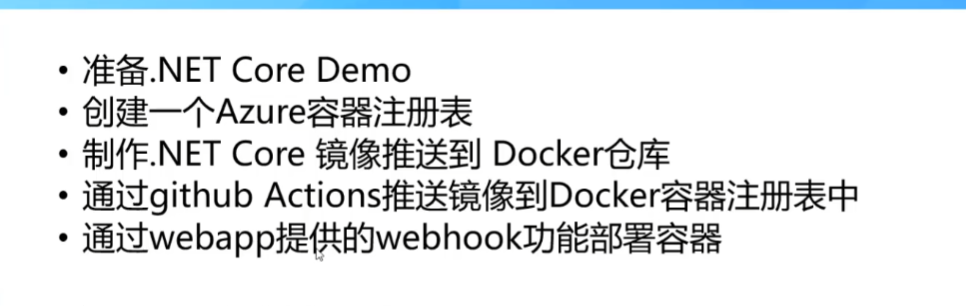 • 准备.NET Core Demo
• 创建一个Azure容器注册表
• 制作.NET Core 镜像推送到 Docker仓库
• 通过github Actions推送镜像到Docker容器注册表中
• 通过webapp提供的webhook功能部署容器